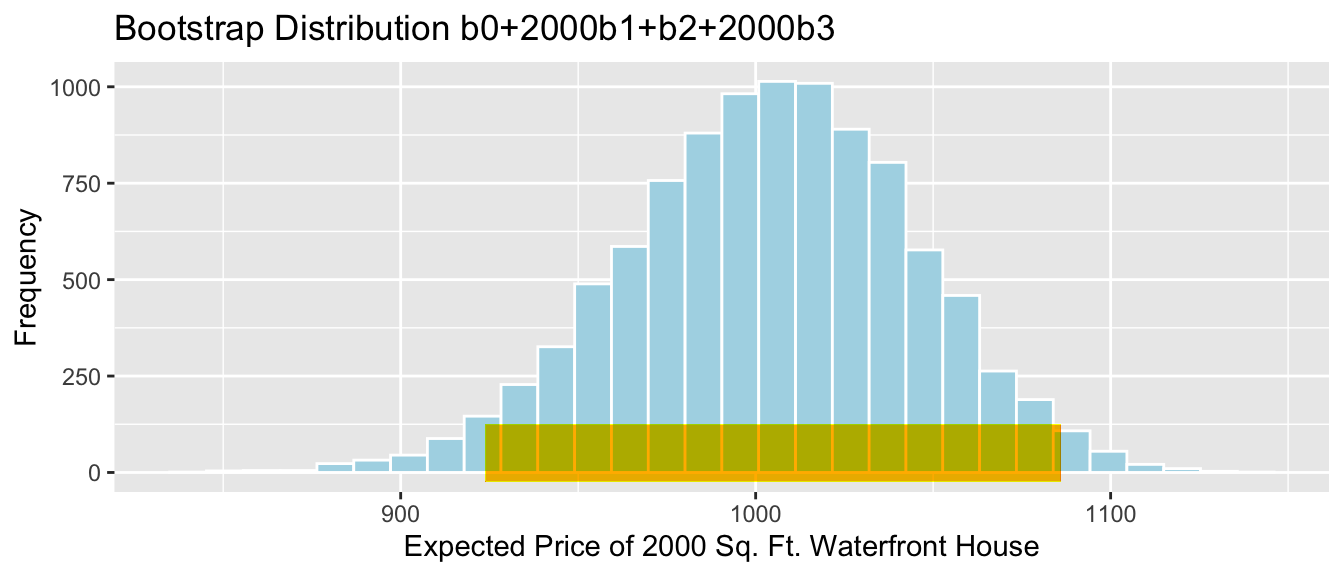 Bootstrap Distribution b0+2000b1+b2+2000b3
1000
750
500
250
0
Frequency
900
1000
1100
Expected Price of 2000 Sq. Ft. Waterfront House